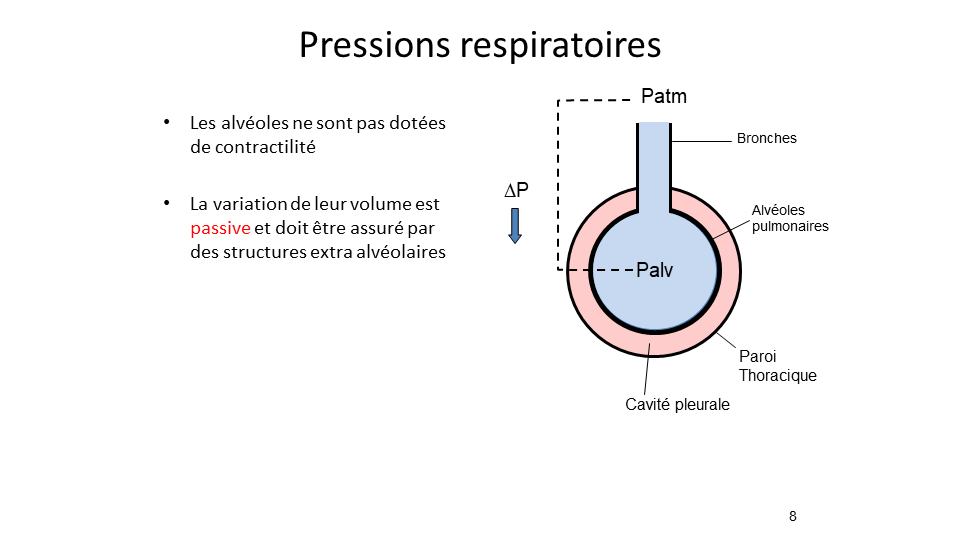 Pressions respiratoires
• Les alvéoles ne sont pas dotées
de contractilité
• La variation de leur volume est
passive et doit être assuré par
des structures extra alvéolaires
Patm
Bronches
∆P
Alvéoles
pulmonaires
Palv
Paroi
Thoracique
Cavité pleurale
8